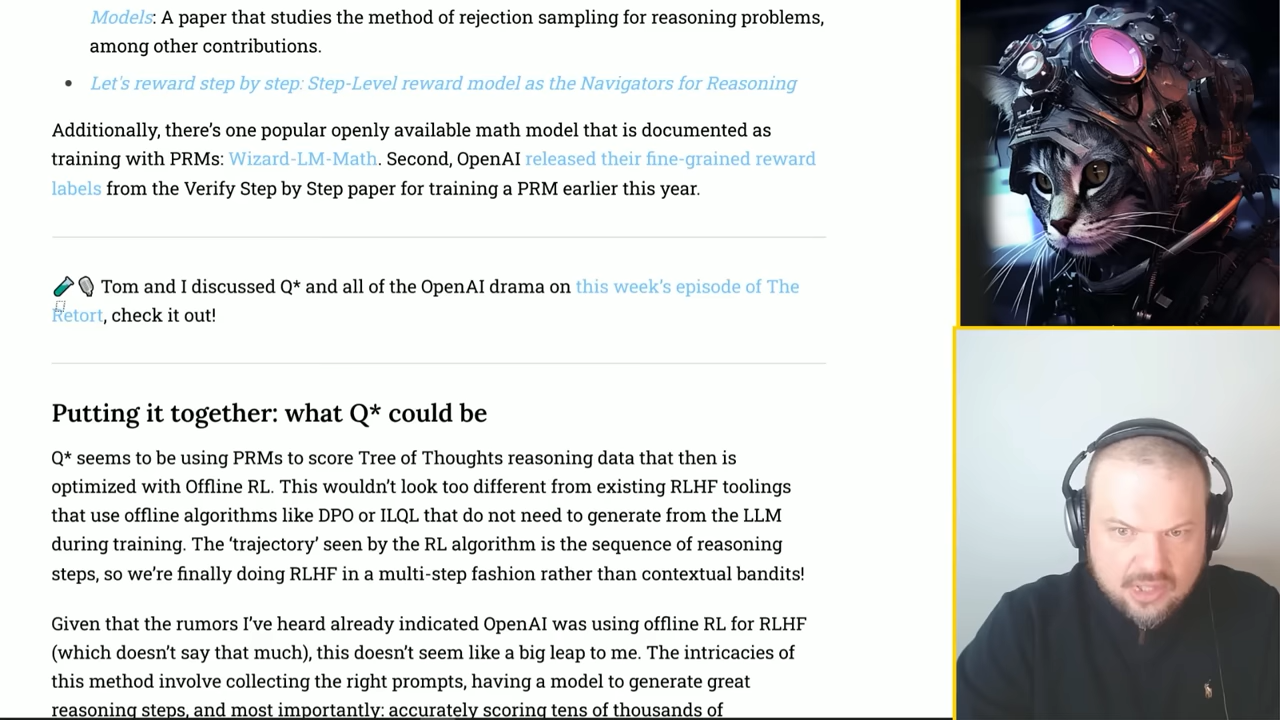 Models: A paper that studies the method of rejection sampling for reasoning problems,
among other contributions.
• Let's reward step by step: Step-Level reward model as the Navigators for Reasoning
Additionally, there’s one popular openly available math model that is documented as
training with PRMs: Wizard-LM-Math. Second, OpenAI released their fine-grained reward
labels from the Verify Step by Step paper for training a PRM earlier this year.
Tom and I discussed Q* and all of the OpenAI drama on this week’s episode of The
Retort, check it out!
Putting it together: what Q* could be
Q* seems to be using PRMs to score Tree of Thoughts reasoning data that then is
optimized with Offline RL. This wouldn’t look too different from existing RLHF toolings
that use offline algorithms like DPO or ILQL that do not need to generate from the LLM
during training. The ‘trajectory’ seen by the RL algorithm is the sequence of reasoning
steps, so we’re finally doing RLHF in a multi-step fashion rather than contextual bandits!
Given that the rumors I’ve heard already indicated OpenAI was using offline RL for RLHF
(which doesn’t say that much), this doesn’t seem like a big leap to me. The intricacies of
this method involve collecting the right prompts, having a model to generate great
reasoning steps, and most importantly: accurately scoring tens of thousands of